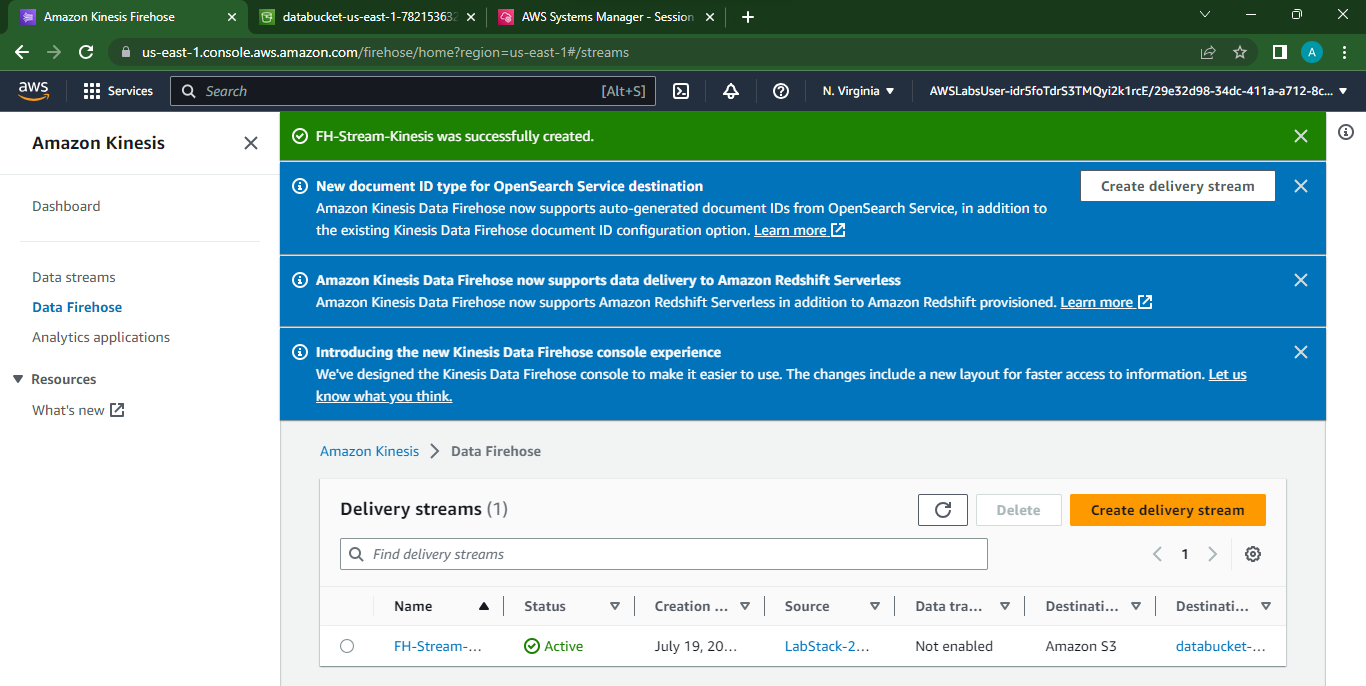 Amazon Kinesis Firehose
databucket-us-east-1-782153632
AWS Systems Manager - Session
us-east-1.console.aws.amazon.com/firehose/home?region=us-east-1#/streams
A
aws
Services
Search
[Alt+S]
N. Virginia
AWSLabsUser-idr5foTdrS3TMQyi2k1rcE/29e32d98-34dc-411a-a712-8c...
Amazon Kinesis
Dashboard
Data streams
Data Firehose
Analytics applications
Resources
What's new
FH-Stream-Kinesis was successfully created.
New document ID type for OpenSearch Service destination
Amazon Kinesis Data Firehose now supports auto-generated document IDs from OpenSearch Service, in addition to
the existing Kinesis Data Firehose document ID configuration option. Learn more
Create delivery stream
Amazon Kinesis Data Firehose now supports data delivery to Amazon Redshift Serverless
Amazon Kinesis Data Firehose now supports Amazon Redshift Serverless in addition to Amazon Redshift provisioned. Learn more
Introducing the new Kinesis Data Firehose console experience
We've designed the Kinesis Data Firehose console to make it easier to use. The changes include a new layout for faster access to information. Let us
know what you think.
Amazon Kinesis > Data Firehose
Delivery streams (1)
Delete
Create delivery stream
Find delivery streams
1
Name Status Creation ... Source Data tra... Destinati... Destinati...
FH-Stream-... Active July 19, 20... LabStack-2... Not enabled Amazon S3 databucket-...